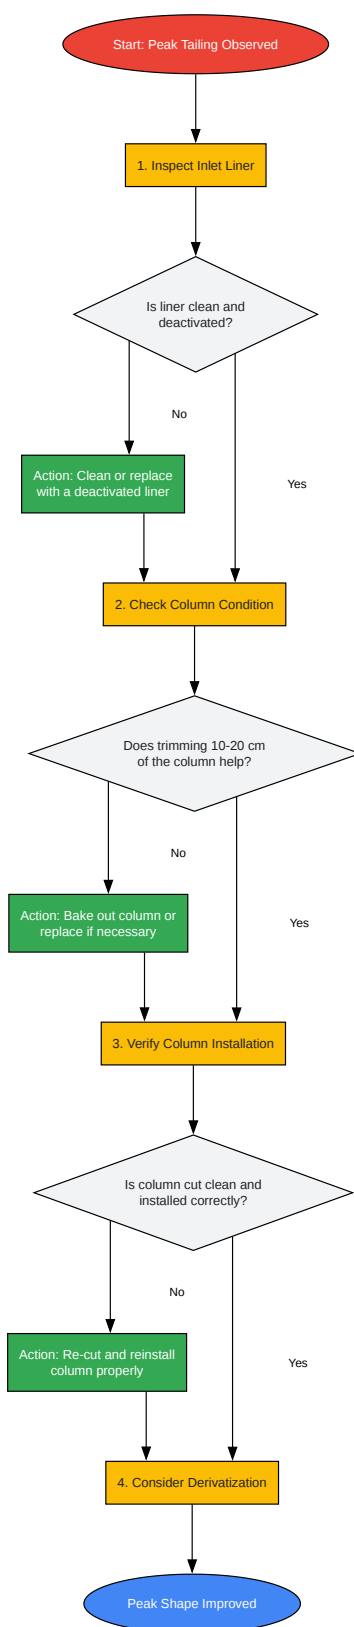 Start: Peak Tailing Observed
1. Inspect Inlet Liner
Is liner clean and
deactivated?
No
Action: Clean or replace
with a deactivated liner
Yes
2. Check Column Condition
Does trimming 10-20 cm
of the column help?
No
Action: Bake out column or
replace if necessary
Yes
3. Verify Column Installation
Is column cut clean and
installed correctly?
No
Action: Re-cut and reinstall
column properly
Yes
4. Consider Derivatization
Peak Shape Improved